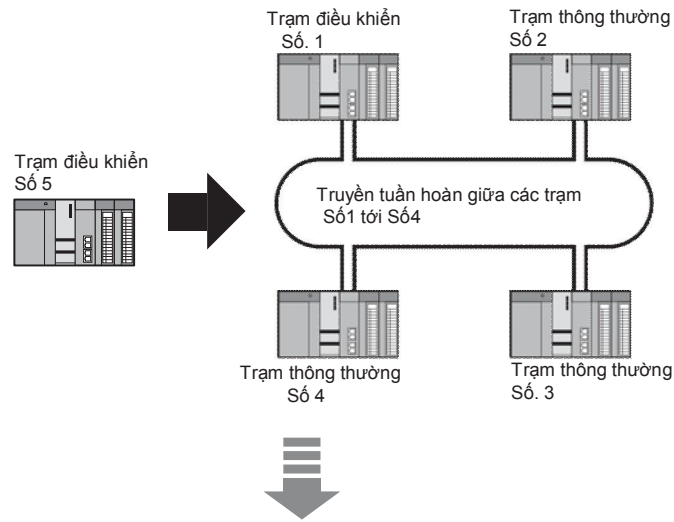 Trạm điều khiển
Số. 1
Trạm thông thường
Số 2
Trạm điều khiển
Số 5
Truyền tuần hoàn giữa các trạm
Số1 tới Số4
Trạm thông thường
Số 4
Trạm thông thường
Số. 3